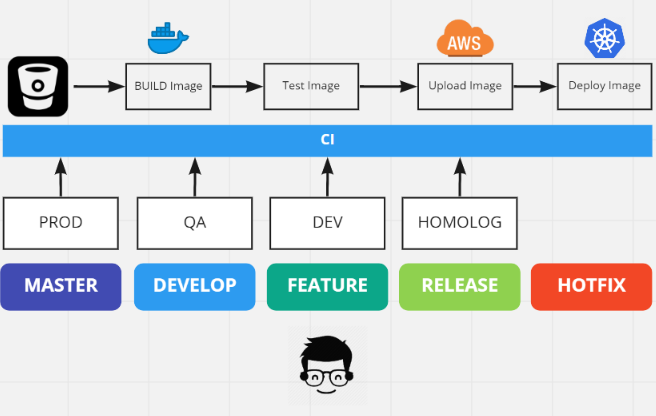 AWS
BUILD Image
Test Image
Upload Image
Deploy Image
CI
PROD
QA
DEV
HOMOLOG
MASTER
DEVELOP
FEATURE
RELEASE
HOTFIX